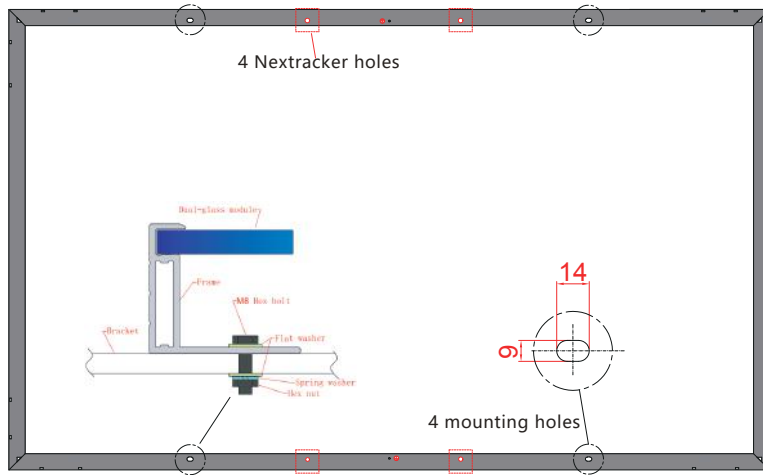 4 Nextracker holes
Dual-glass moduley
Frame
M8 Hex bolt
Bracket
Flat washer
Spring washer
Hex nut
14
9
4 mounting holes